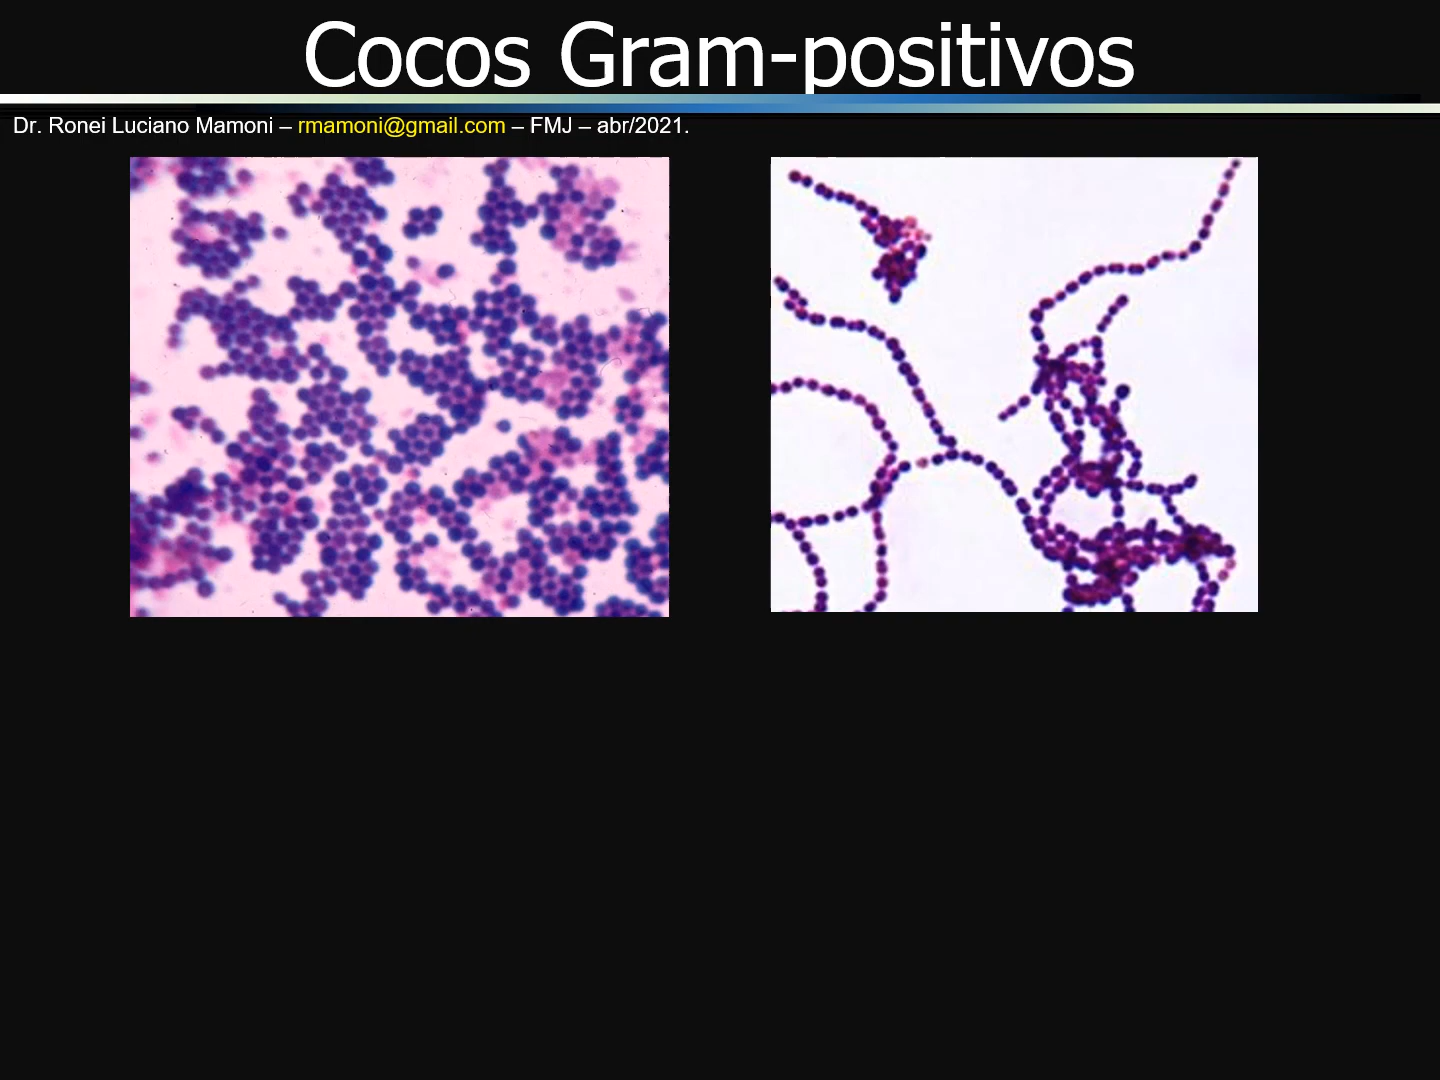 Cocos Gram-positivos
Dr. Ronei Luciano Mamoni – rmamoni@gmail.com – FMJ – abr/2021.